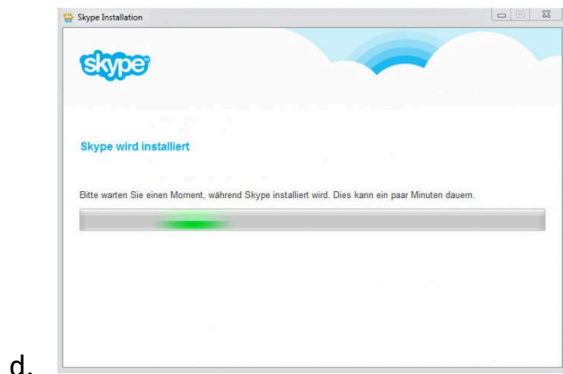 Skype Installation
skype
Skype wird installiert
Bitte warten Sie einen Moment, während Skype installiert wird. Dies kann ein paar Minuten dauern.
d.